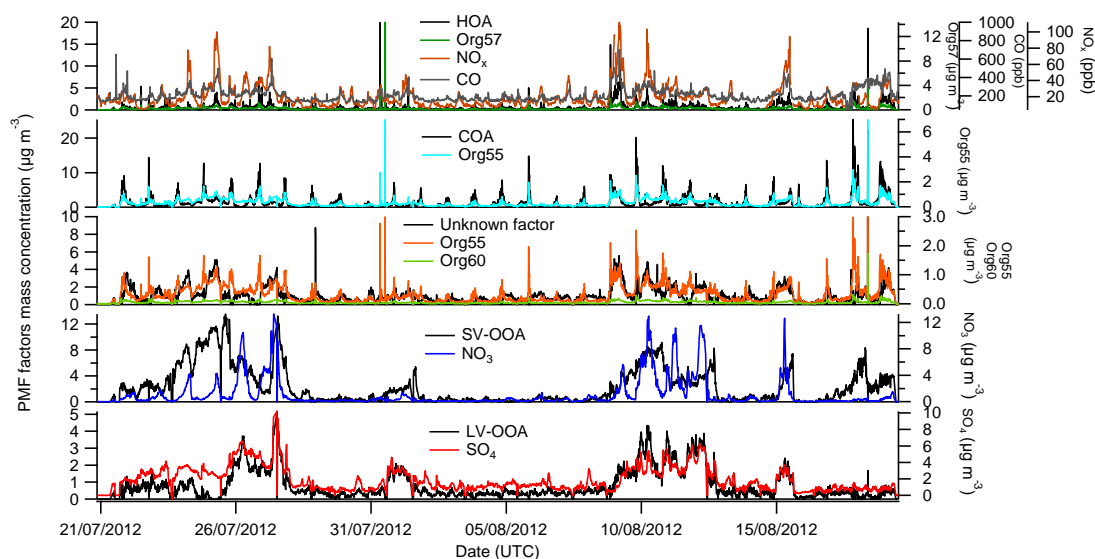 PMF factors mass concentration (µg m⁻³)
20
15
10
5
0
HOA
Org57
NOₓ
CO
12
8
4
0
Org57 (µg m⁻³)
1000
800
600
400
200
CO (ppb)
100
80
60
40
20
NOₓ (ppb)
20
10
0
COA
Org55
6
4
2
0
Org55 (µg m⁻³)
10
8
6
4
2
0
Unknown factor
Org55
Org60
3.0
2.0
1.0
0.0
Org55
Org60
(µg m⁻³)
12
8
4
0
SV-OOA
NO₃
12
8
4
0
NO₃ (µg m⁻³)
5
4
3
2
1
0
LV-OOA
SO₄
10
8
6
4
2
0
SO₄ (µg m⁻³)
21/07/2012
26/07/2012
31/07/2012
05/08/2012
10/08/2012
15/08/2012
Date (UTC)